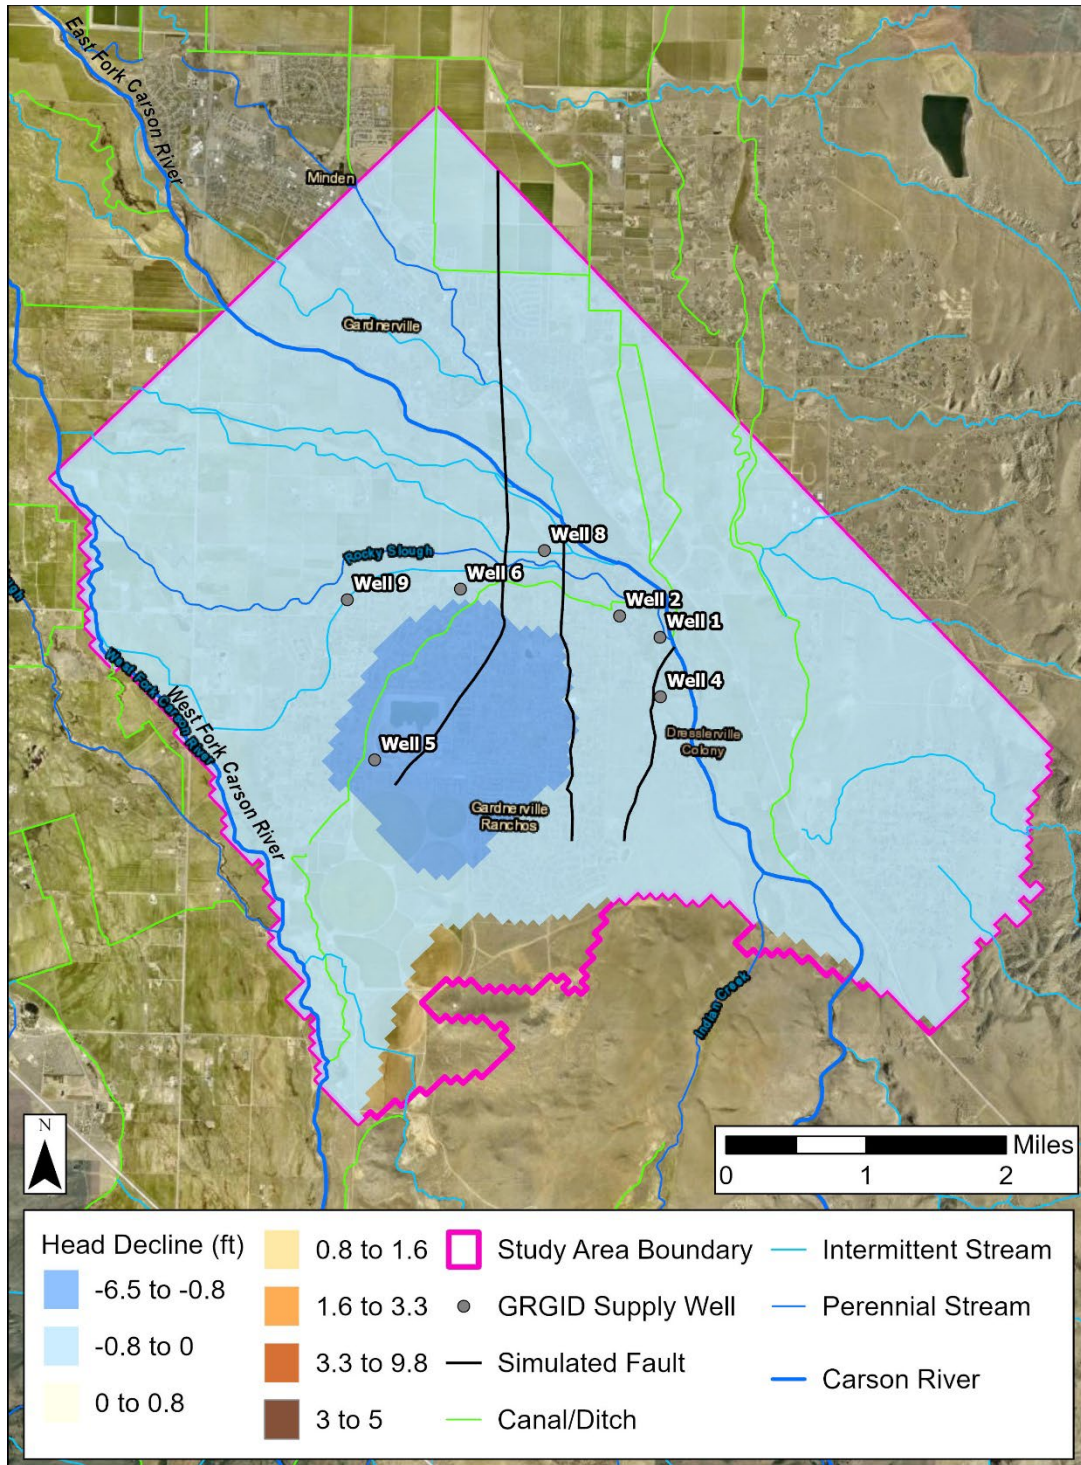 East Fork Carson River
Minden
Gardnerville
Well 8
Rocky Slough
Well 6
Well 9
Well 2
Well 1
West Fork Carson River
West Fork Carson River
Well 4
Dresslerville
Colony
Well 5
Gardnerville
Ranchos
Indian Creek
N
Miles
0 1 2
Head Decline (ft)
-6.5 to -0.8
-0.8 to 0
0 to 0.8
0.8 to 1.6
1.6 to 3.3
3.3 to 9.8
3 to 5
Study Area Boundary
GRGID Supply Well
Simulated Fault
Canal/Ditch
Intermittent Stream
Perennial Stream
Carson River